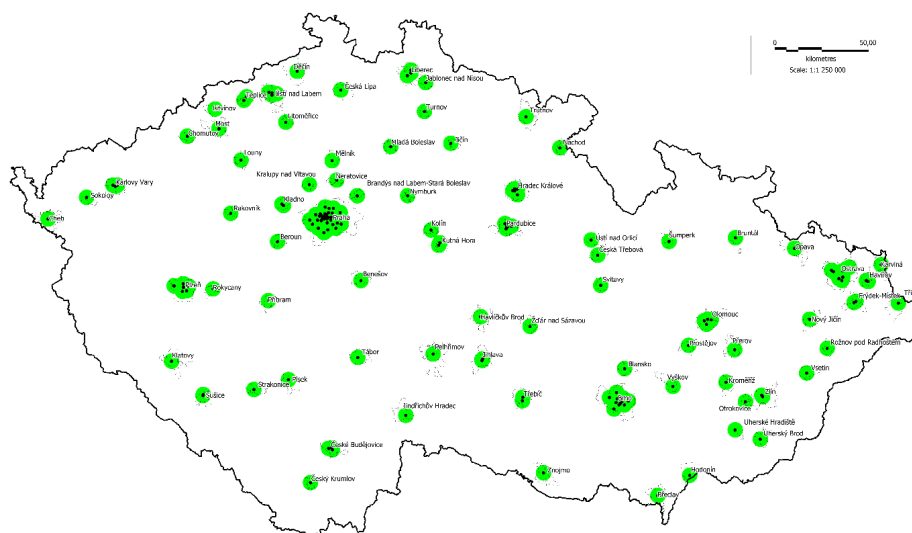 0 50,00
kilometres
Scale: 1:1 250 000
Děčín
Liberec
Jablonec nad Nisou
Teplice
Ústí nad Labem
Česká Lípa
Litvínov
Litoměřice
Turnov
Trutnov
Most
Chomutov
Mladá Boleslav
Jičín
Náchod
Louny
Mělník
Neratovice
Kralupy nad Vltavou
Karlovy Vary
Brandýs nad Labem-Stará Boleslav
Nymburk
Hradec Králové
Sokolov
Kladno
Rakovník
Praha
Cheb
Pardubice
Kolín
Kutná Hora
Beroun
Ústí nad Orlicí
Česká Třebová
Šumperk
Bruntál
Opava
Karviná
Ostrava
Havířov
Benešov
Plzeň
Rokycany
Svitavy
Příbram
Frýdek-Místek
Havlíčkův Brod
Žďár nad Sázavou
Olomouc
Nový Jičín
Prostějov
Přerov
Rožnov pod Radhoštěm
Pelhřimov
Jihlava
Tábor
Klatovy
Blansko
Vsetín
Písek
Strakonice
Vyškov
Kroměříž
Sušice
Třebíč
Brno
Zlín
Otrokovice
Jindřichův Hradec
Uherské Hradiště
Uherský Brod
České Budějovice
Znojmo
Hodonín
Český Krumlov
Břeclav